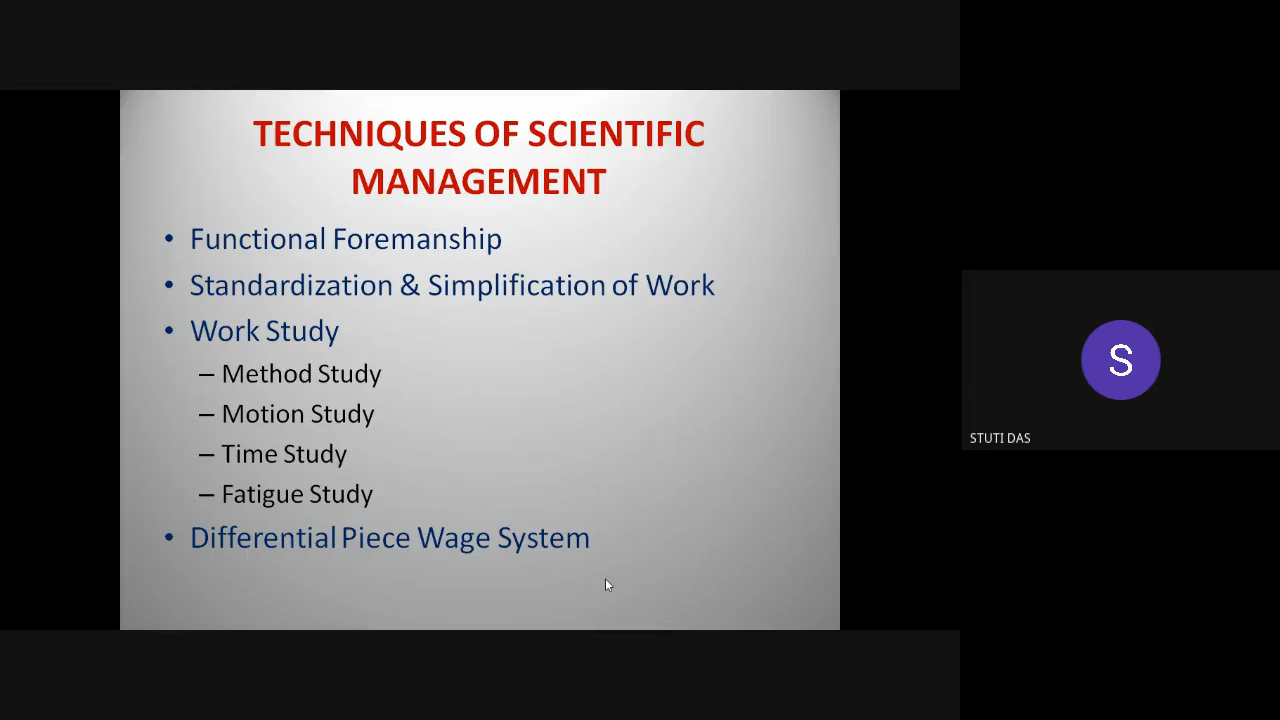 TECHNIQUES OF SCIENTIFIC
MANAGEMENT
• Functional Foremanship
• Standardization & Simplification of Work
• Work Study
– Method Study
– Motion Study
– Time Study
– Fatigue Study
• Differential Piece Wage System
S
STUTI DAS